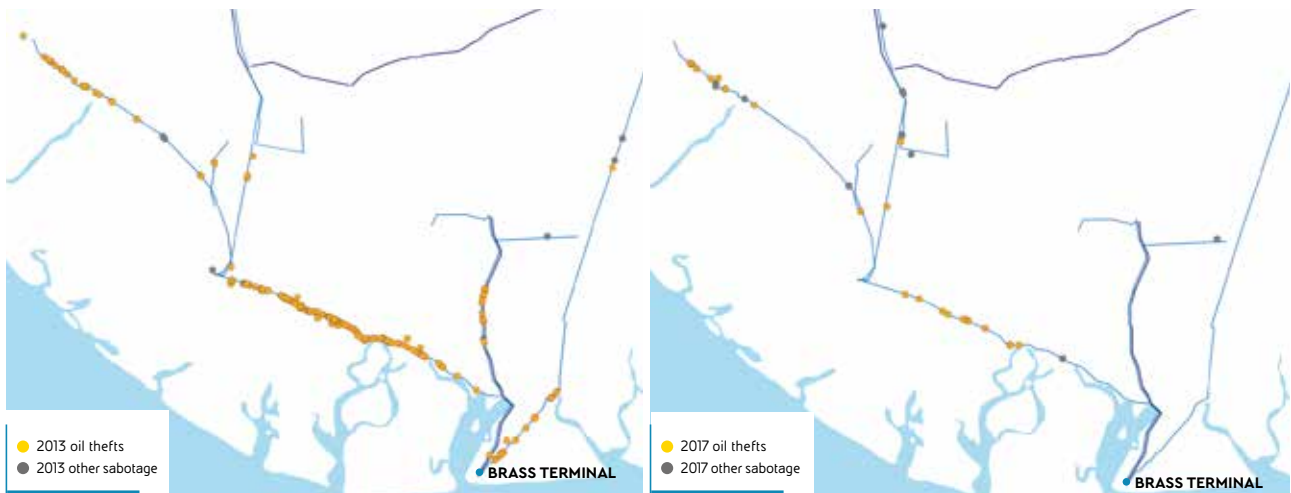 2013 oil thefts
2013 other sabotage
BRASS TERMINAL
2017 oil thefts
2017 other sabotage
BRASS TERMINAL